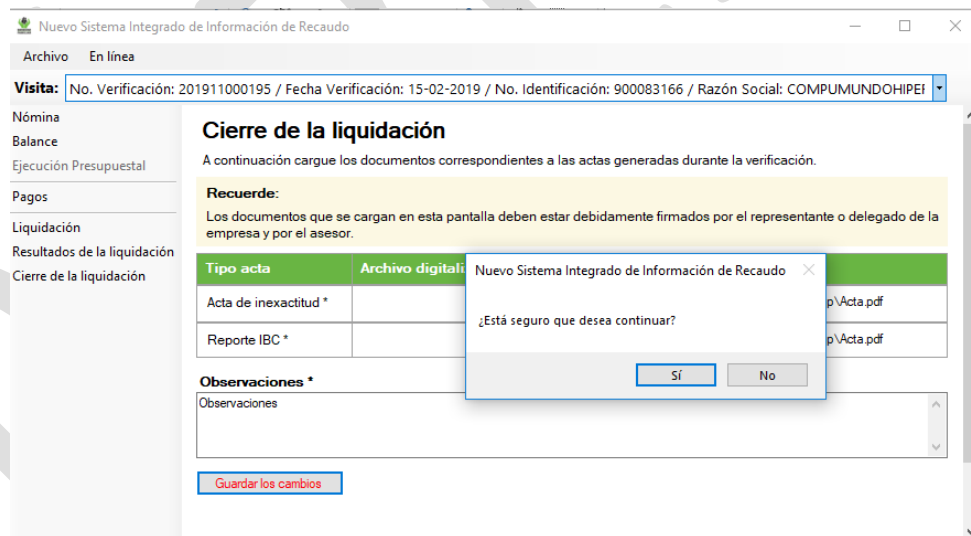 Nuevo Sistema Integrado de Información de Recaudo
Archivo En línea
Visita: No. Verificación: 201911000195 / Fecha Verificación: 15-02-2019 / No. Identificación: 900083166 / Razón Social: COMPUMUNDOHIPER
Nómina
Balance
Ejecución Presupuestal
Pagos
Liquidación
Resultados de la liquidación
Cierre de la liquidación
Cierre de la liquidación
A continuación cargue los documentos correspondientes a las actas generadas durante la verificación.
Recuerde:
Los documentos que se cargan en esta pantalla deben estar debidamente firmados por el representante o delegado de la
empresa y por el asesor.
Tipo acta Archivo digitali
Acta de inexactitud * p\Acta.pdf
Reporte IBC * p\Acta.pdf
Nuevo Sistema Integrado de Información de Recaudo
¿Está seguro que desea continuar?
Sí No
Observaciones *
Observaciones
Guardar los cambios